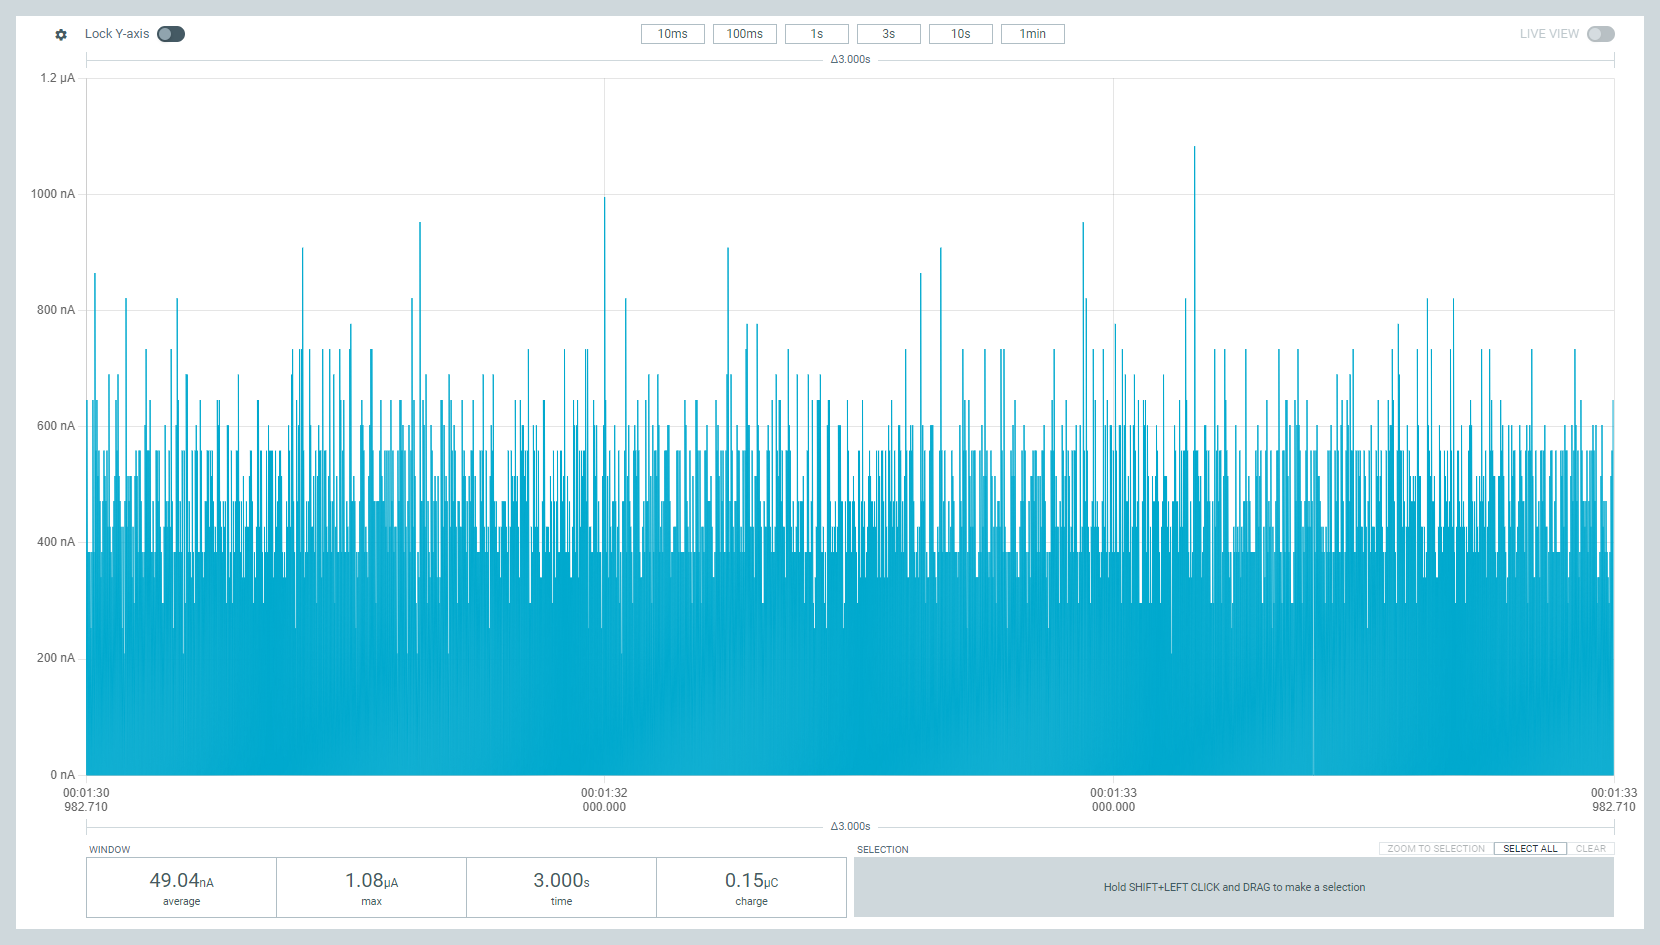 Lock Y-axis
10ms 100ms 1s 3s 10s 1min
LIVE VIEW
Δ3.000s
1.2 µA
1000 nA
800 nA
600 nA
400 nA
200 nA
0 nA
00:01:30 00:01:32 00:01:33 00:01:33
982.710 000.000 000.000 982.710
Δ3.000s
WINDOW
49.04nA 1.08µA 3.000s 0.15µC
average max time charge
SELECTION
ZOOM TO SELECTION SELECT ALL CLEAR
Hold SHIFT+LEFT CLICK and DRAG to make a selection